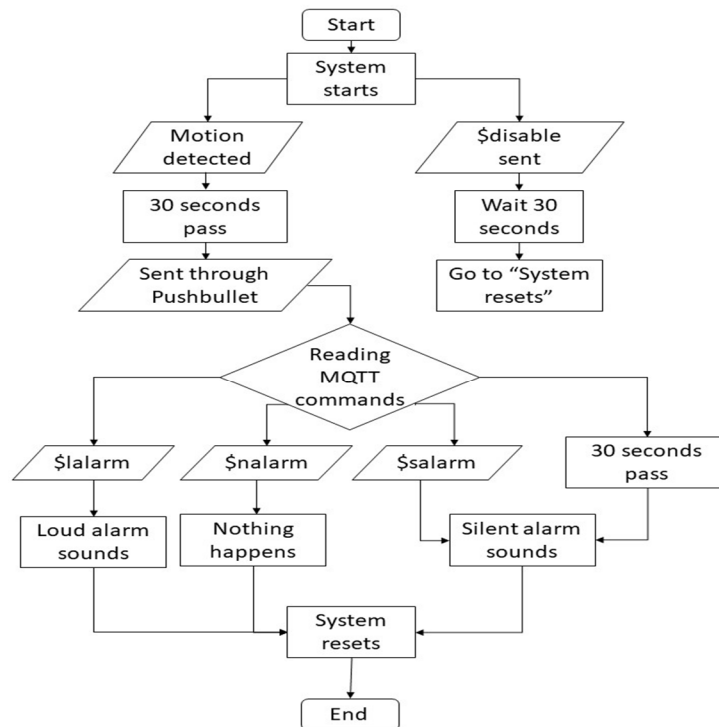 Start
System
starts
Motion
detected
$disable
sent
30 seconds
pass
Wait 30
seconds
Sent through
Pushbullet
Go to “System
resets”
Reading
MQTT
commands
$lalarm
$nalarm
$salarm
30 seconds
pass
Loud alarm
sounds
Nothing
happens
Silent alarm
sounds
System
resets
End